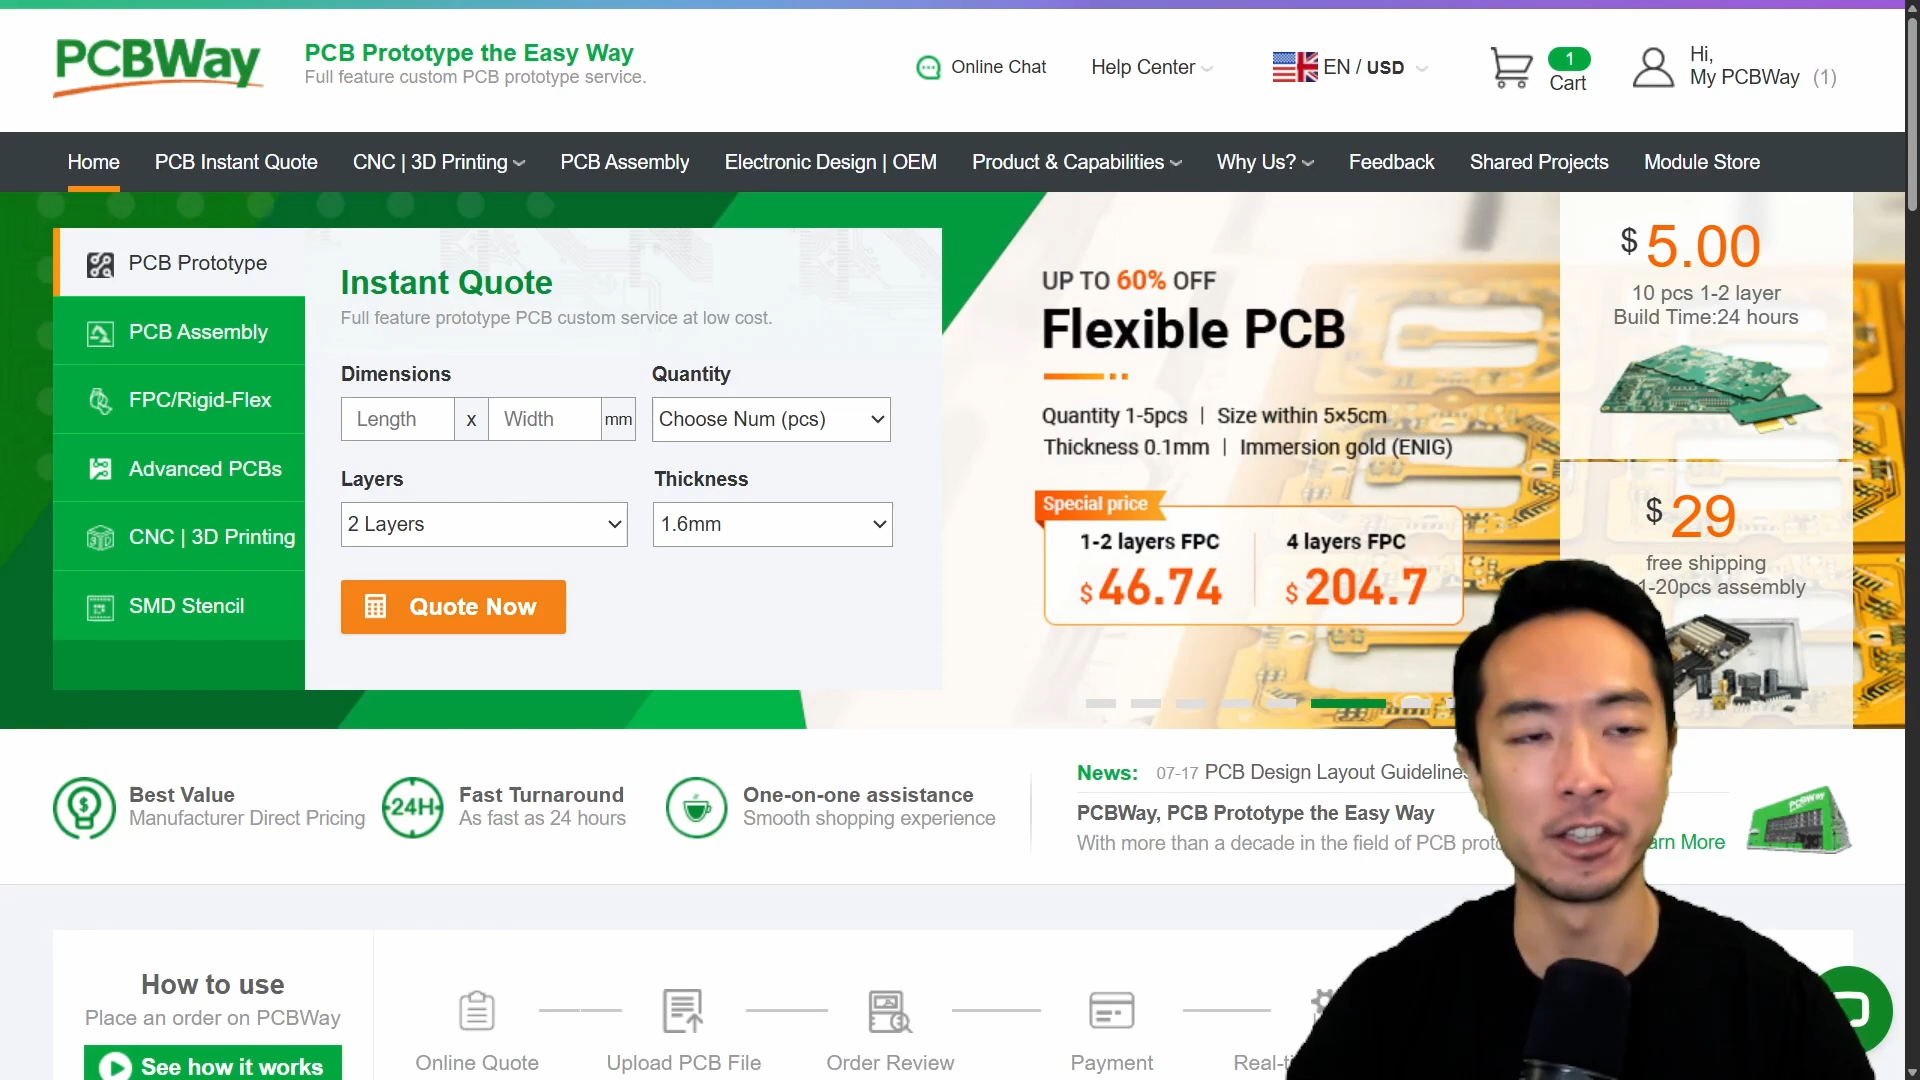 PCBWay
PCB Prototype the Easy Way
Full feature custom PCB prototype service.
Online Chat
Help Center
EN / USD
1
Cart
Hi,
My PCBWay (1)
Home
PCB Instant Quote
CNC | 3D Printing
PCB Assembly
Electronic Design | OEM
Product & Capabilities
Why Us?
Feedback
Shared Projects
Module Store
PCB Prototype
PCB Assembly
FPC/Rigid-Flex
Advanced PCBs
CNC | 3D Printing
SMD Stencil
Instant Quote
Full feature prototype PCB custom service at low cost.
Dimensions
Quantity
Length x Width mm
Choose Num (pcs)
Layers
Thickness
2 Layers
1.6mm
Quote Now
UP TO 60% OFF
Flexible PCB
Quantity 1-5pcs | Size within 5×5cm
Thickness 0.1mm | Immersion gold (ENIG)
Special price
1-2 layers FPC
$ 46.74
4 layers FPC
$ 204.7
$ 5.00
10 pcs 1-2 layer
Build Time:24 hours
$ 29
free shipping
1-20pcs assembly
Best Value
Manufacturer Direct Pricing
24H
Fast Turnaround
As fast as 24 hours
One-on-one assistance
Smooth shopping experience
News: 07-17 PCB Design Layout Guidelines
PCBWay, PCB Prototype the Easy Way
With more than a decade in the field of PCB proto
arn More
PCBWay
How to use
Place an order on PCBWay
See how it works
Online Quote
Upload PCB File
Order Review
Payment
Real-ti